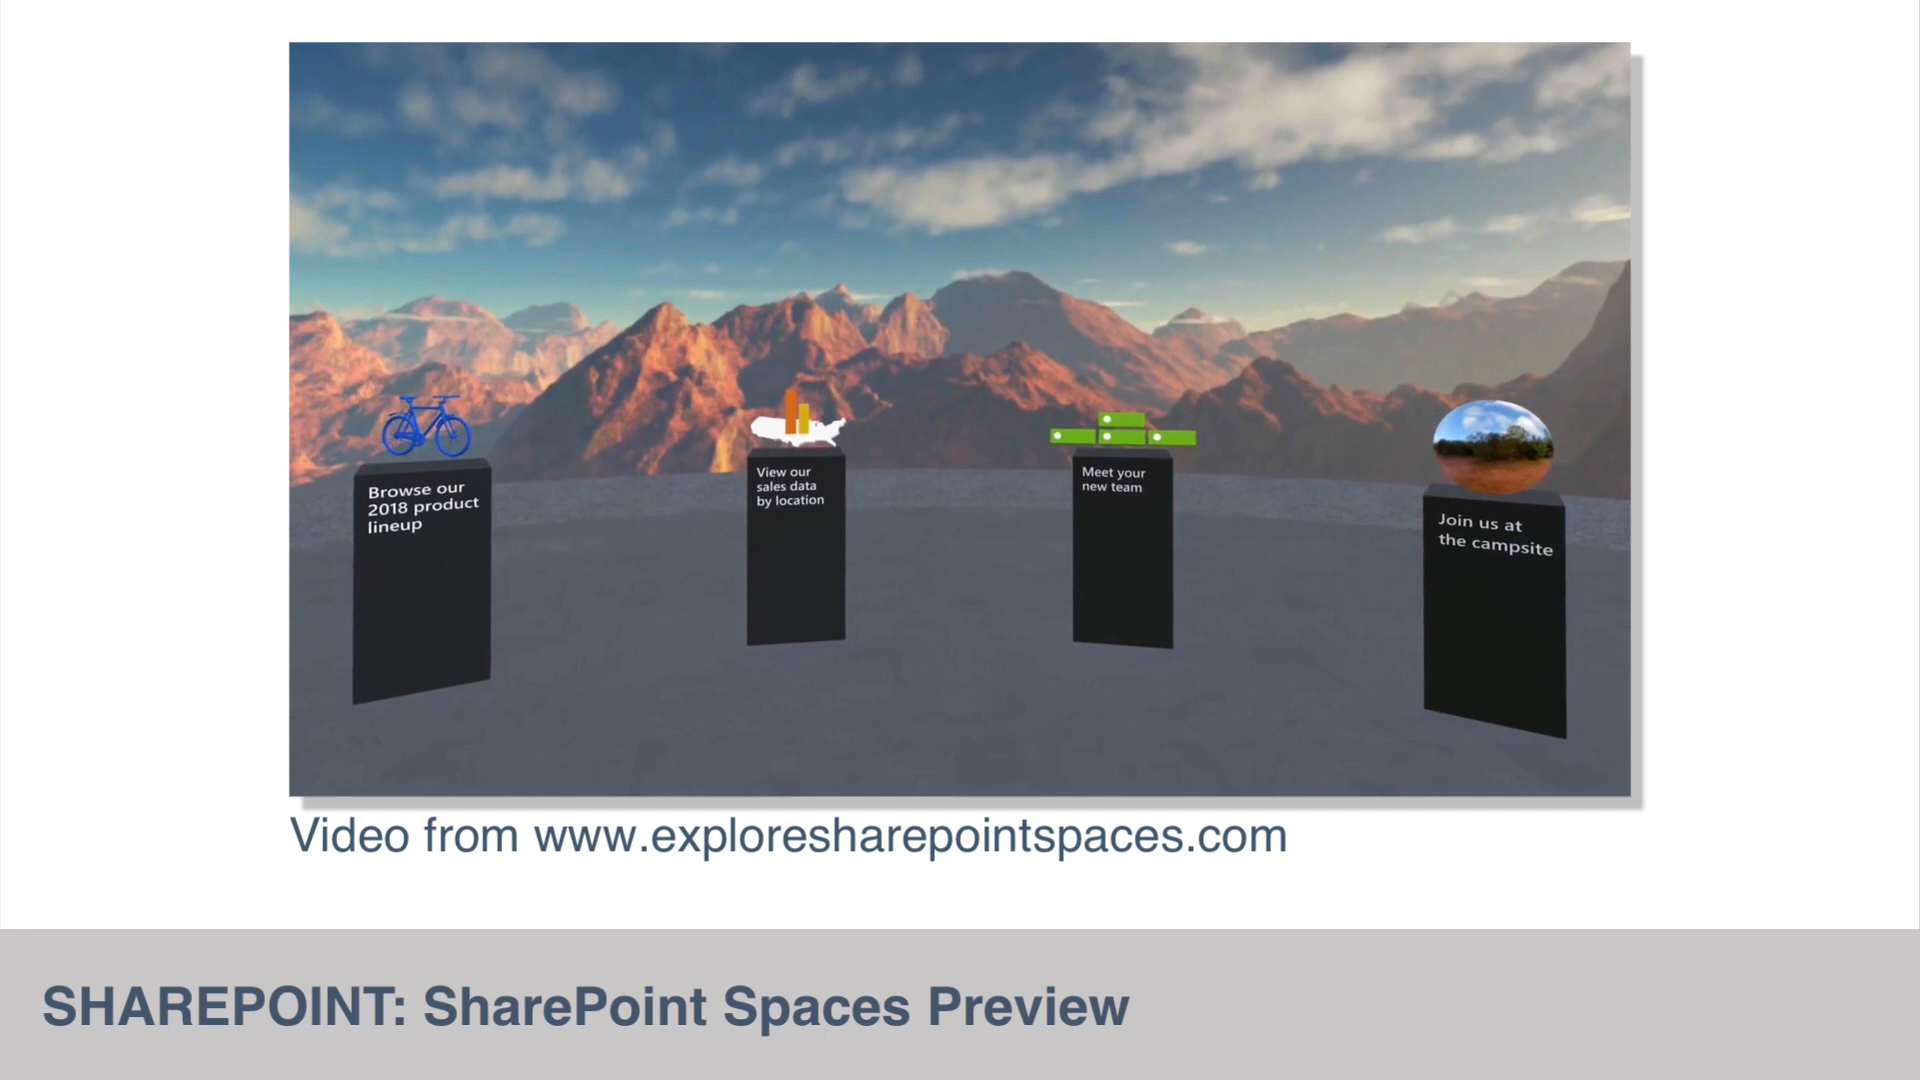 Browse our
2018 product
lineup
View our
sales data
by location
Meet your
new team
Join us at
the campsite
Video from www.exploresharepointspaces.com
SHAREPOINT: SharePoint Spaces Preview